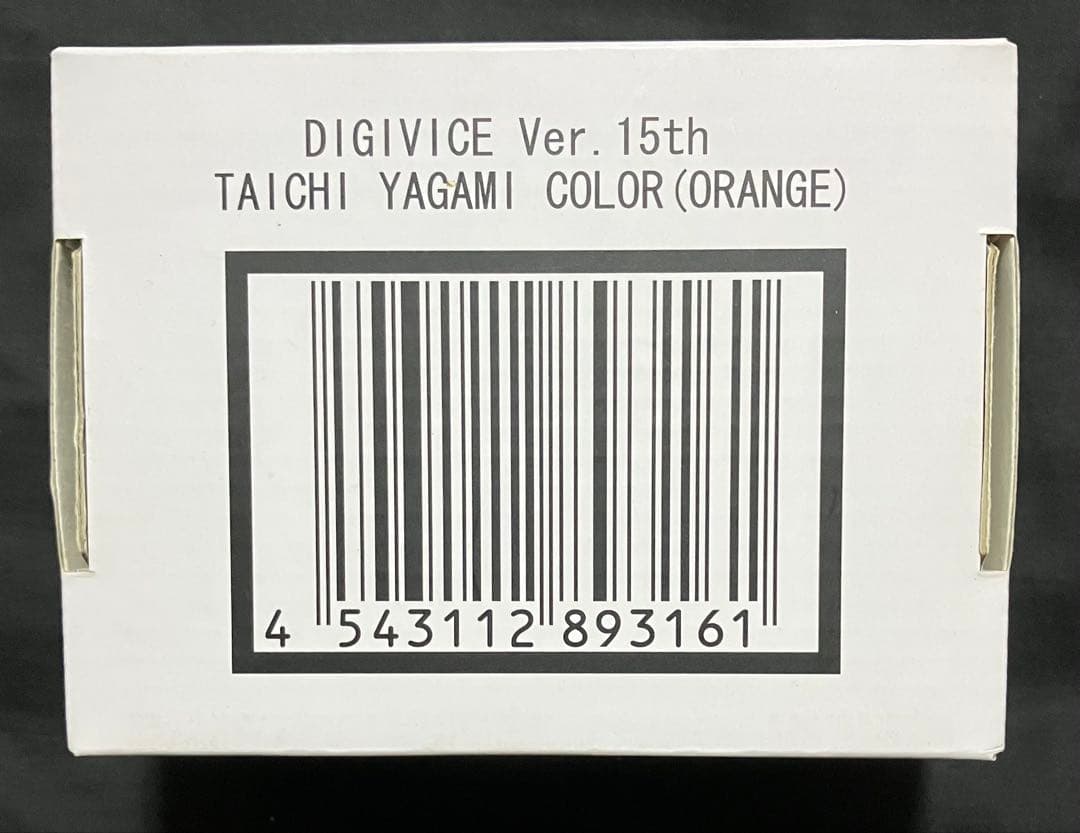 DIGIVICE Ver. 15th
TAICHI YAGAMI COLOR(ORANGE)
4 543112 893161